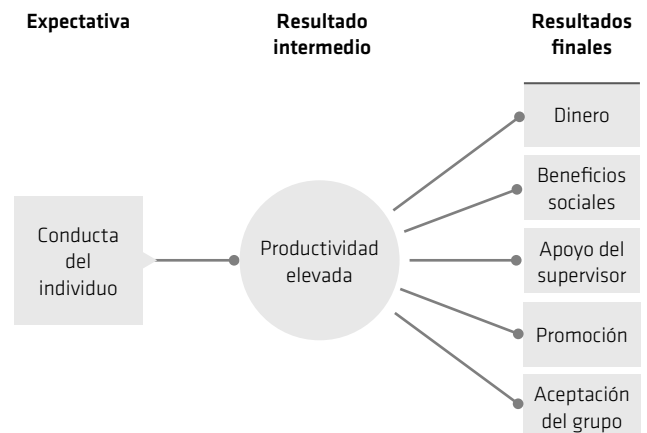 Expectativa
Resultado
intermedio
Resultados
finales
Conducta
del
individuo
Productividad
elevada
Dinero
Beneficios
sociales
Apoyo del
supervisor
Promoción
Aceptación
del grupo